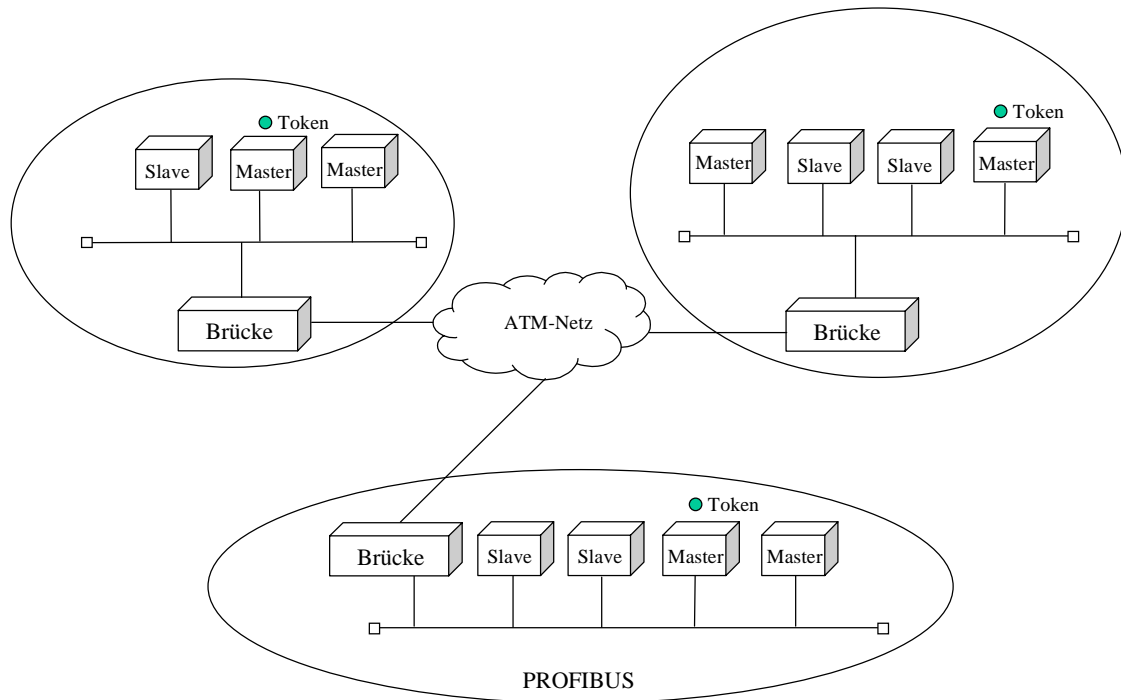 Token
Slave
Master
Master
Brücke
Token
Master
Slave
Slave
Master
Brücke
ATM-Netz
Token
Brücke
Slave
Slave
Master
Master
PROFIBUS